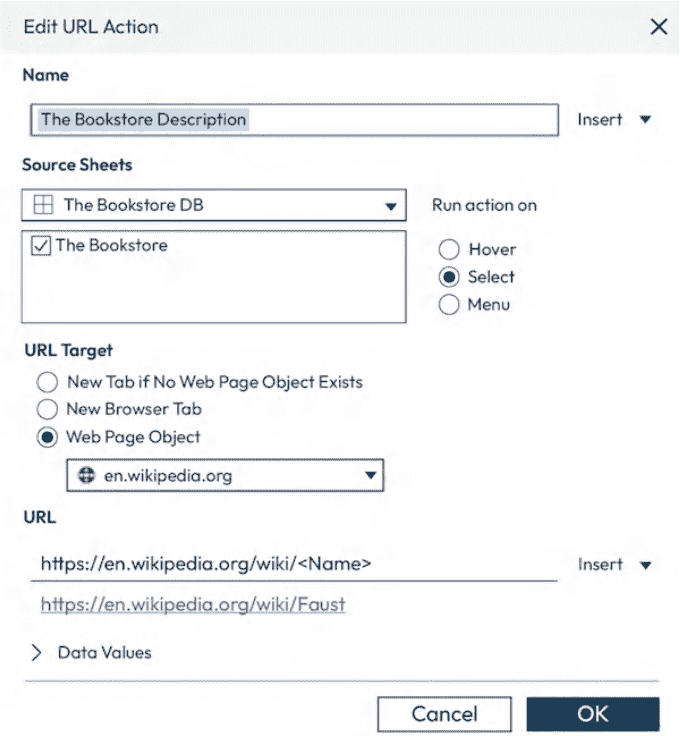 Edit URL Action
Name
The Bookstore Description
Insert
Source Sheets
The Bookstore DB
Run action on
The Bookstore
Hover
Select
Menu
URL Target
New Tab if No Web Page Object Exists
New Browser Tab
Web Page Object
en.wikipedia.org
URL
https://en.wikipedia.org/wiki/<Name>
Insert
https://en.wikipedia.org/wiki/Faust
Data Values
Cancel
OK